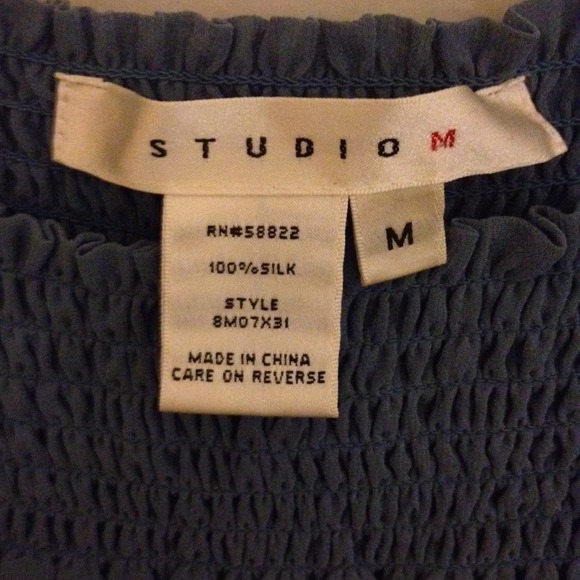 STUDIO M
RN#58822
100%SILK
STYLE
8M07X31
MADE IN CHINA
CARE ON REVERSE
M